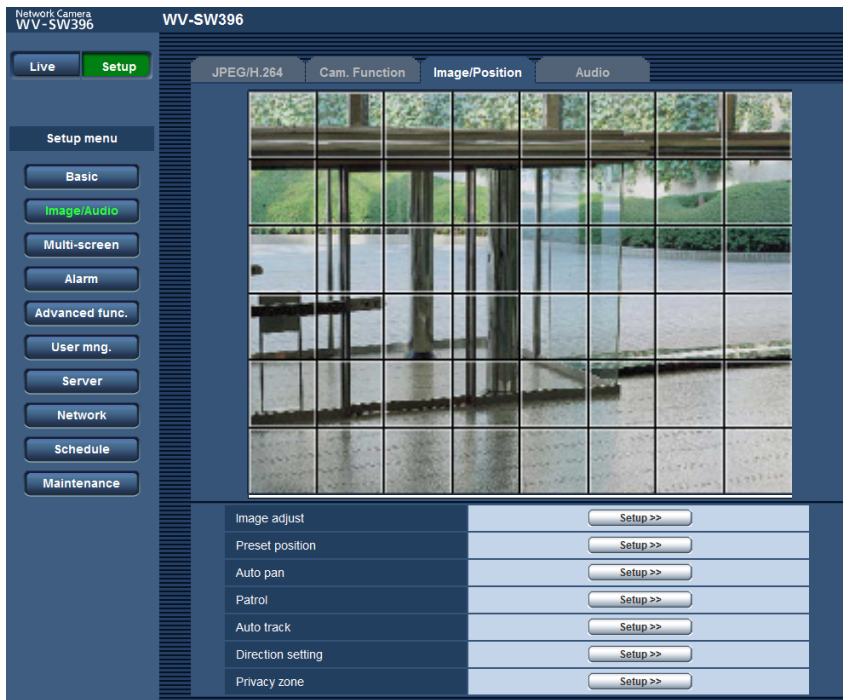 Network Camera
WV-SW396
WV-SW396
Live
Setup
JPEG/H.264
Cam. Function
Image/Position
Audio
Setup menu
Basic
Image/Audio
Multi-screen
Alarm
Advanced func.
User mng.
Server
Network
Schedule
Maintenance
Image adjust
Setup >>
Preset position
Setup >>
Auto pan
Setup >>
Patrol
Setup >>
Auto track
Setup >>
Direction setting
Setup >>
Privacy zone
Setup >>